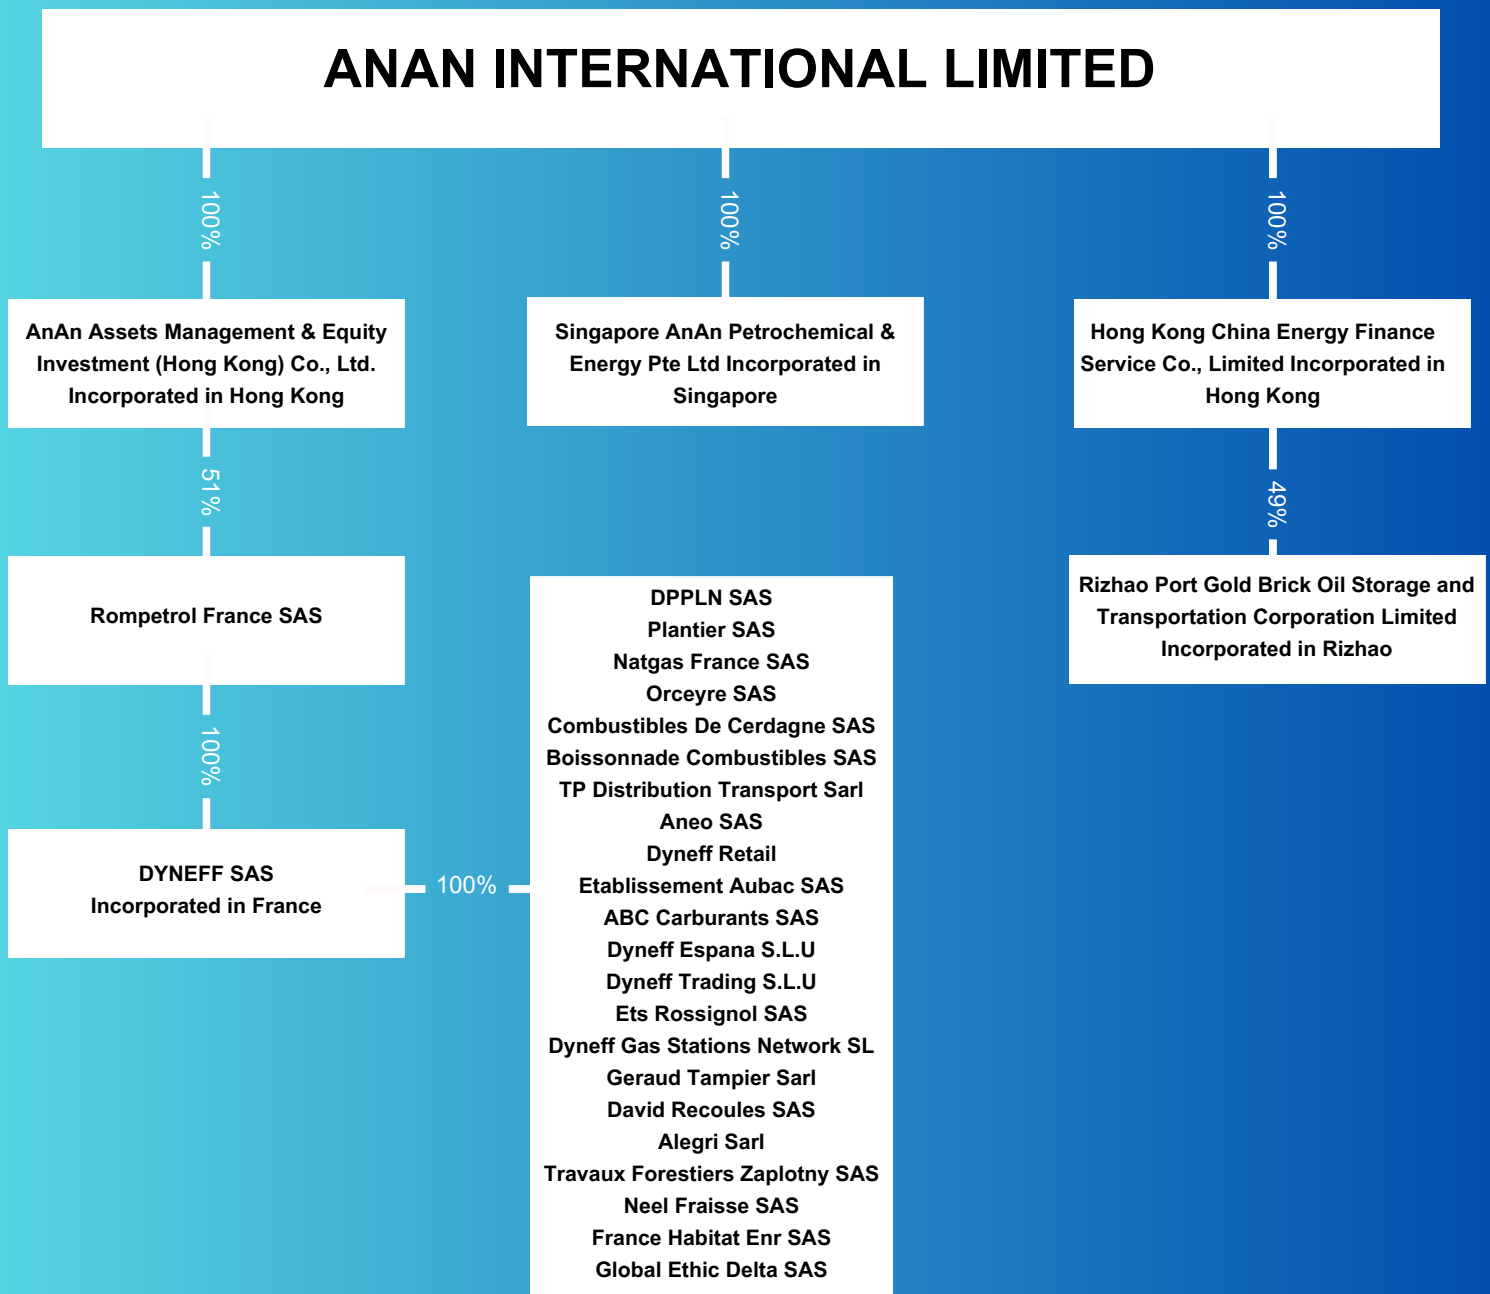 ANAN INTERNATIONAL LIMITED
100%
100%
100%
AnAn Assets Management & Equity
Investment (Hong Kong) Co., Ltd.
Incorporated in Hong Kong
Singapore AnAn Petrochemical &
Energy Pte Ltd Incorporated in
Singapore
Hong Kong China Energy Finance
Service Co., Limited Incorporated in
Hong Kong
51%
49%
Rompetrol France SAS
Rizhao Port Gold Brick Oil Storage and
Transportation Corporation Limited
Incorporated in Rizhao
100%
DYNEFF SAS
Incorporated in France
100%
DPPLN SAS
Plantier SAS
Natgas France SAS
Orceyre SAS
Combustibles De Cerdagne SAS
Boissonnade Combustibles SAS
TP Distribution Transport Sarl
Aneo SAS
Dyneff Retail
Etablissement Aubac SAS
ABC Carburants SAS
Dyneff Espana S.L.U
Dyneff Trading S.L.U
Ets Rossignol SAS
Dyneff Gas Stations Network SL
Geraud Tampier Sarl
David Recoules SAS
Alegri Sarl
Travaux Forestiers Zaplotny SAS
Neel Fraisse SAS
France Habitat Enr SAS
Global Ethic Delta SAS